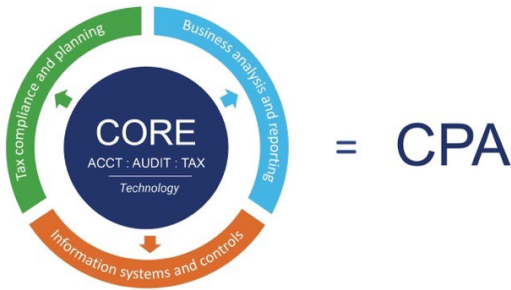 Tax compliance and planning
Business analysis and reporting
CORE
ACCT : AUDIT : TAX
Technology
Information systems and controls
= CPA